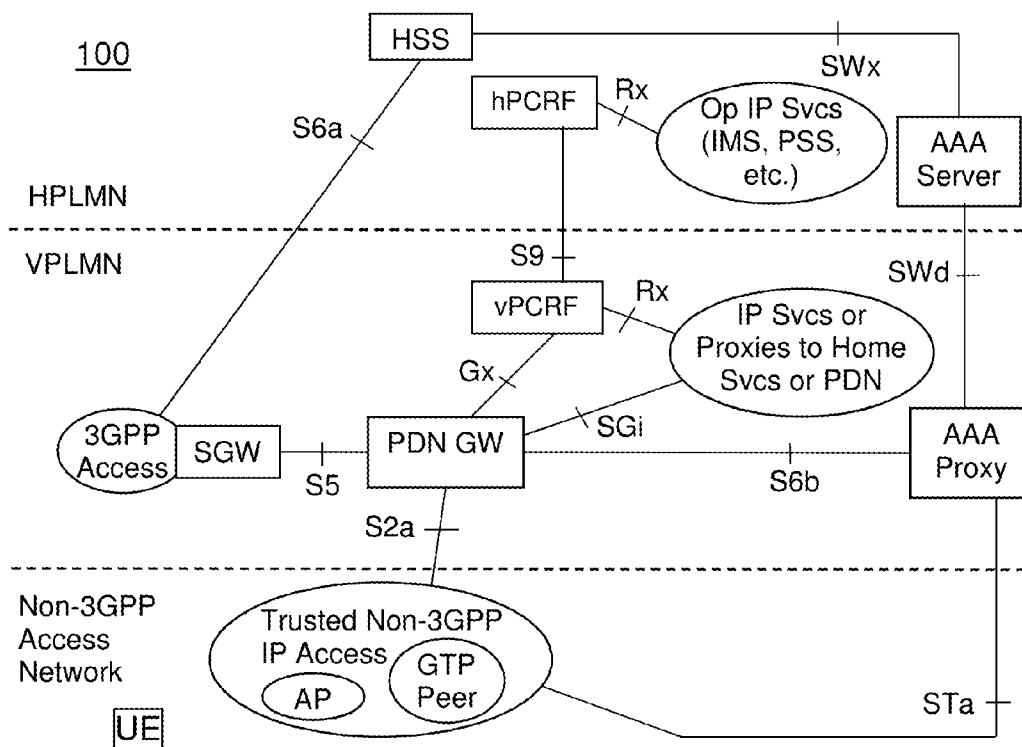 100
HSS
SWx
hPCRF
Rx
Op IP Svcs
(IMS, PSS,
etc.)
AAA
Server
S6a
HPLMN
VPLMN
S9
SWd
vPCRF
Rx
IP Svcs or
Proxies to Home
Svcs or PDN
Gx
SGi
3GPP
Access
SGW
S5
PDN GW
S6b
AAA
Proxy
S2a
Non-3GPP
Access
Network
Trusted Non-3GPP
IP Access
AP
GTP
Peer
STa
UE